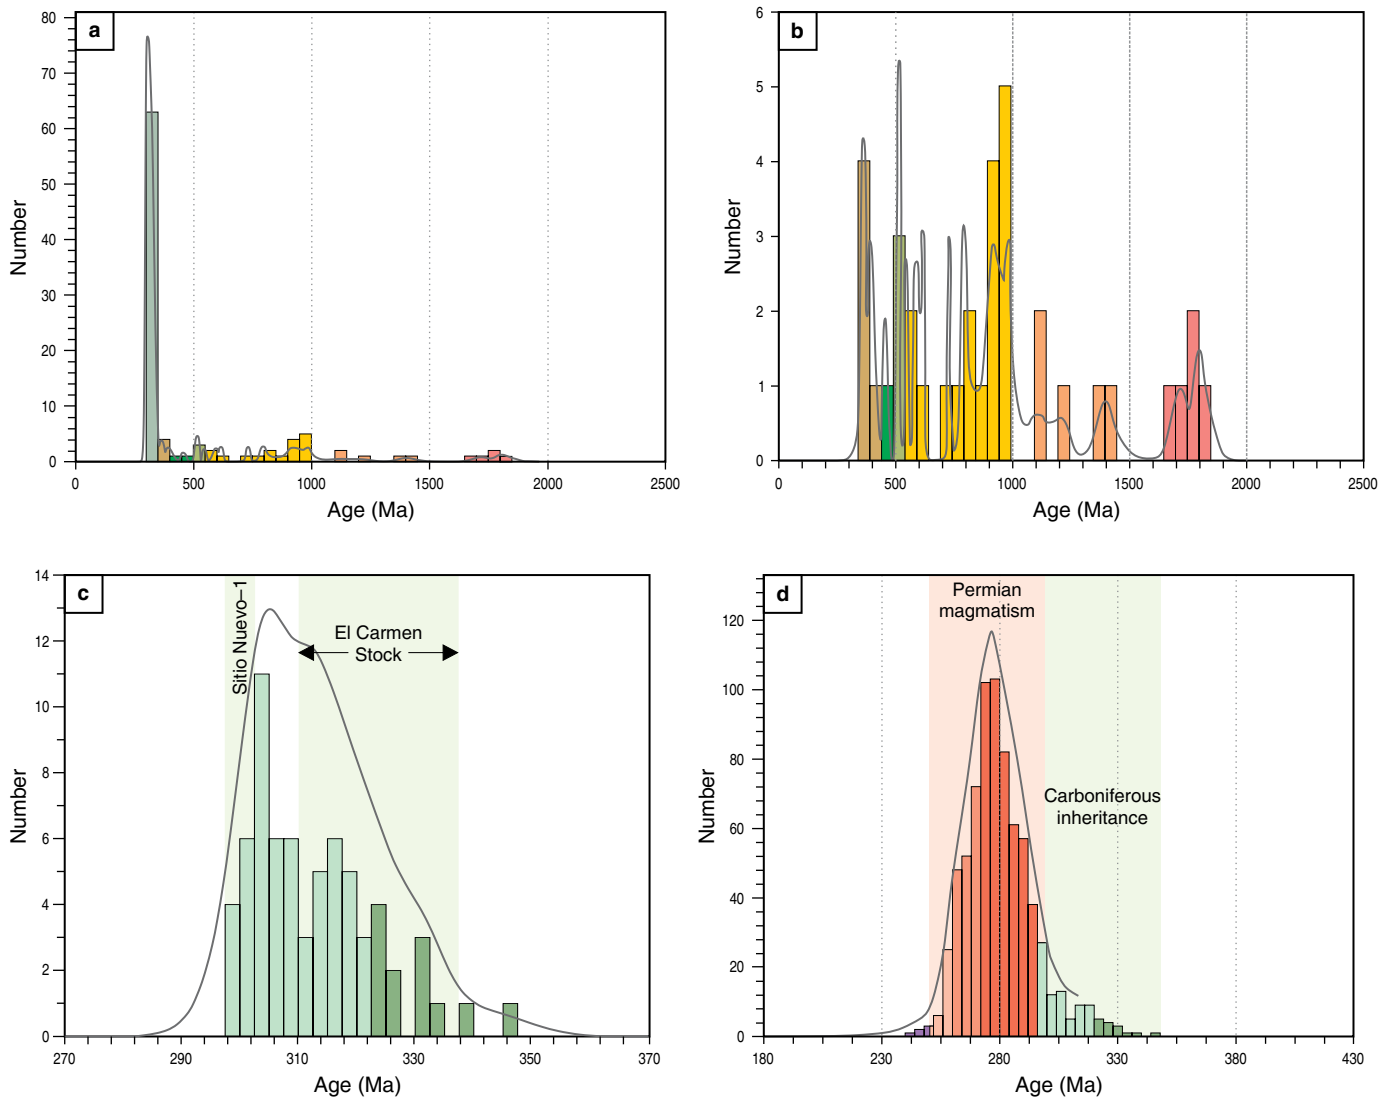 a
80
70
60
50
40
30
20
10
0
Number
0 500 1000 1500 2000 2500
Age (Ma)
b
6
5
4
3
2
1
0
Number
0 500 1000 1500 2000 2500
Age (Ma)
c
14
12
10
8
6
4
2
0
Number
Sitio Nuevo–1
El Carmen
Stock
270 290 310 330 350 370
Age (Ma)
d
120
100
80
60
40
20
0
Number
Permian
magmatism
Carboniferous
inheritance
180 230 280 330 380 430
Age (Ma)